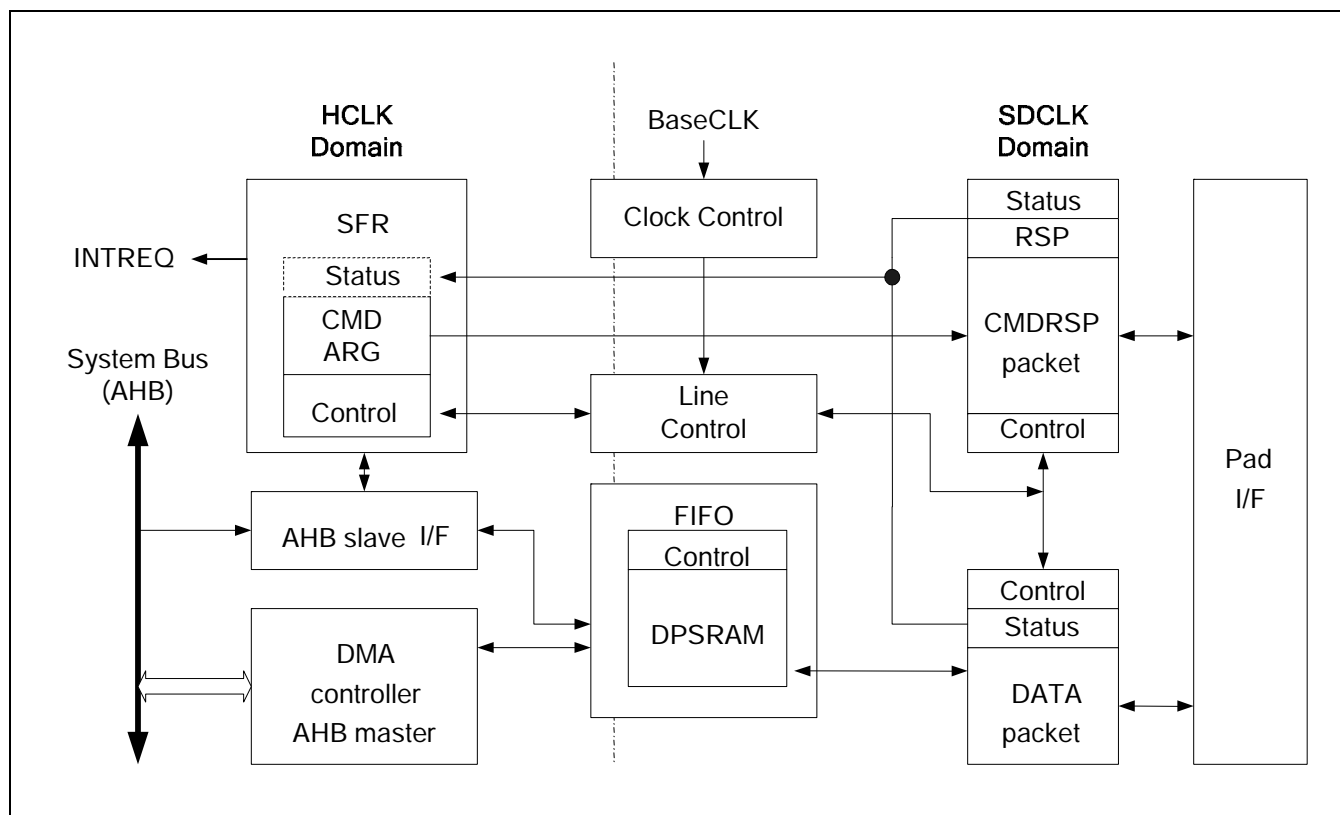 HCLK
Domain
BaseCLK
SDCLK
Domain
SFR
Status
CMD
ARG
Control
INTREQ
System Bus
(AHB)
Clock Control
Line
Control
Status
RSP
CMDRSP
packet
Control
Pad
I/F
AHB slave I/F
FIFO
Control
DPSRAM
Control
Status
DATA
packet
DMA
controller
AHB master